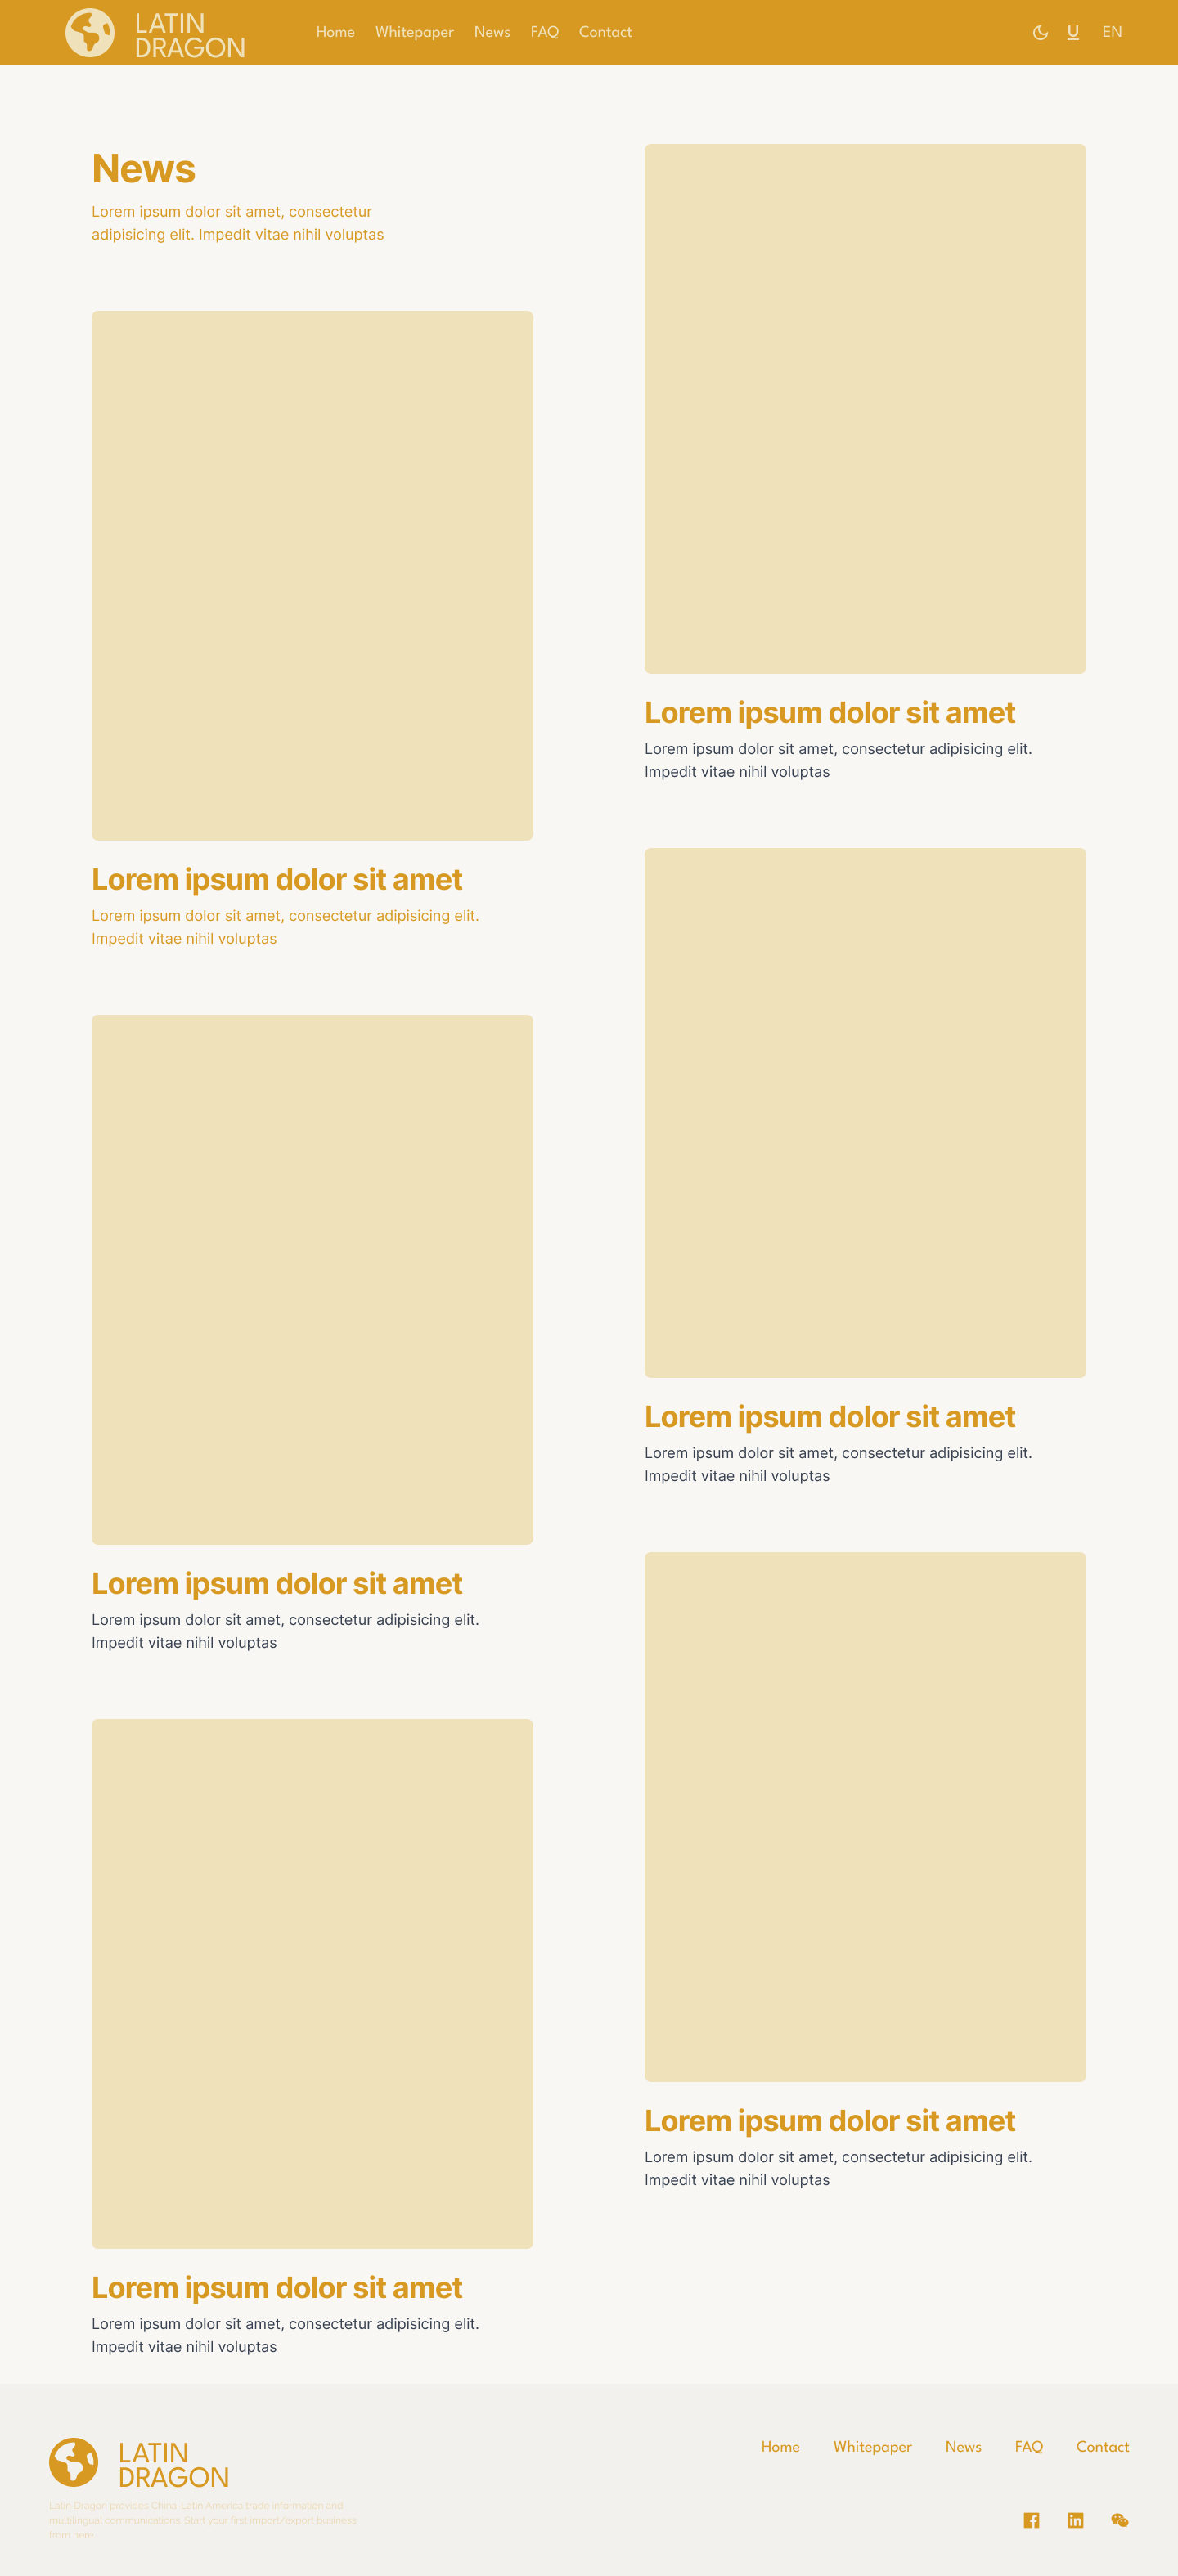 LATIN
DRAGON
Home Whitepaper News FAQ Contact
U EN
News
Lorem ipsum dolor sit amet, consectetur
adipisicing elit. Impedit vitae nihil voluptas
Lorem ipsum dolor sit amet
Lorem ipsum dolor sit amet, consectetur adipisicing elit.
Impedit vitae nihil voluptas
Lorem ipsum dolor sit amet
Lorem ipsum dolor sit amet, consectetur adipisicing elit.
Impedit vitae nihil voluptas
Lorem ipsum dolor sit amet
Lorem ipsum dolor sit amet, consectetur adipisicing elit.
Impedit vitae nihil voluptas
Lorem ipsum dolor sit amet
Lorem ipsum dolor sit amet, consectetur adipisicing elit.
Impedit vitae nihil voluptas
Lorem ipsum dolor sit amet
Lorem ipsum dolor sit amet, consectetur adipisicing elit.
Impedit vitae nihil voluptas
Lorem ipsum dolor sit amet
Lorem ipsum dolor sit amet, consectetur adipisicing elit.
Impedit vitae nihil voluptas
LATIN
DRAGON
Latin Dragon provides China-Latin America trade information and
multilingual communications. Start your first import/export business
from here.
Home Whitepaper News FAQ Contact